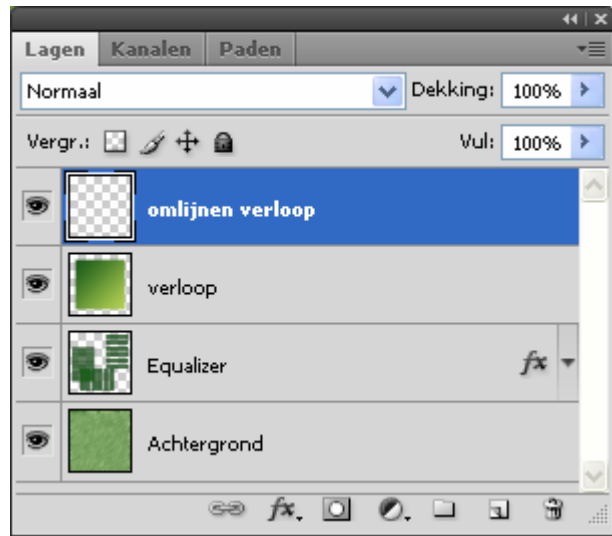 Lagen Kanalen Paden
Normaal Dekking: 100%
Vergr.: Vul: 100%
omlijnen verloop
verloop
Equalizer fx
Achtergrond
fx.